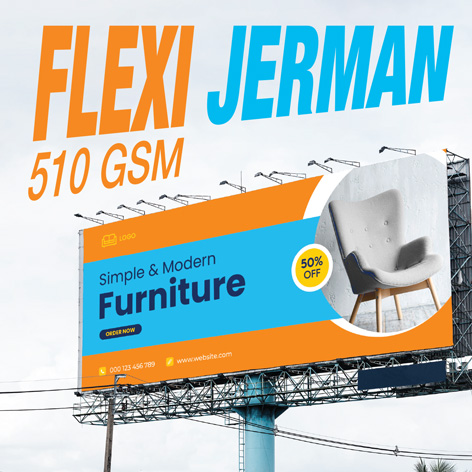 FLEXI JERMAN
510 GSM
LOGO
Simple & Modern
Furniture
ORDER NOW
50%
OFF
000 123 456 789
www.website.com